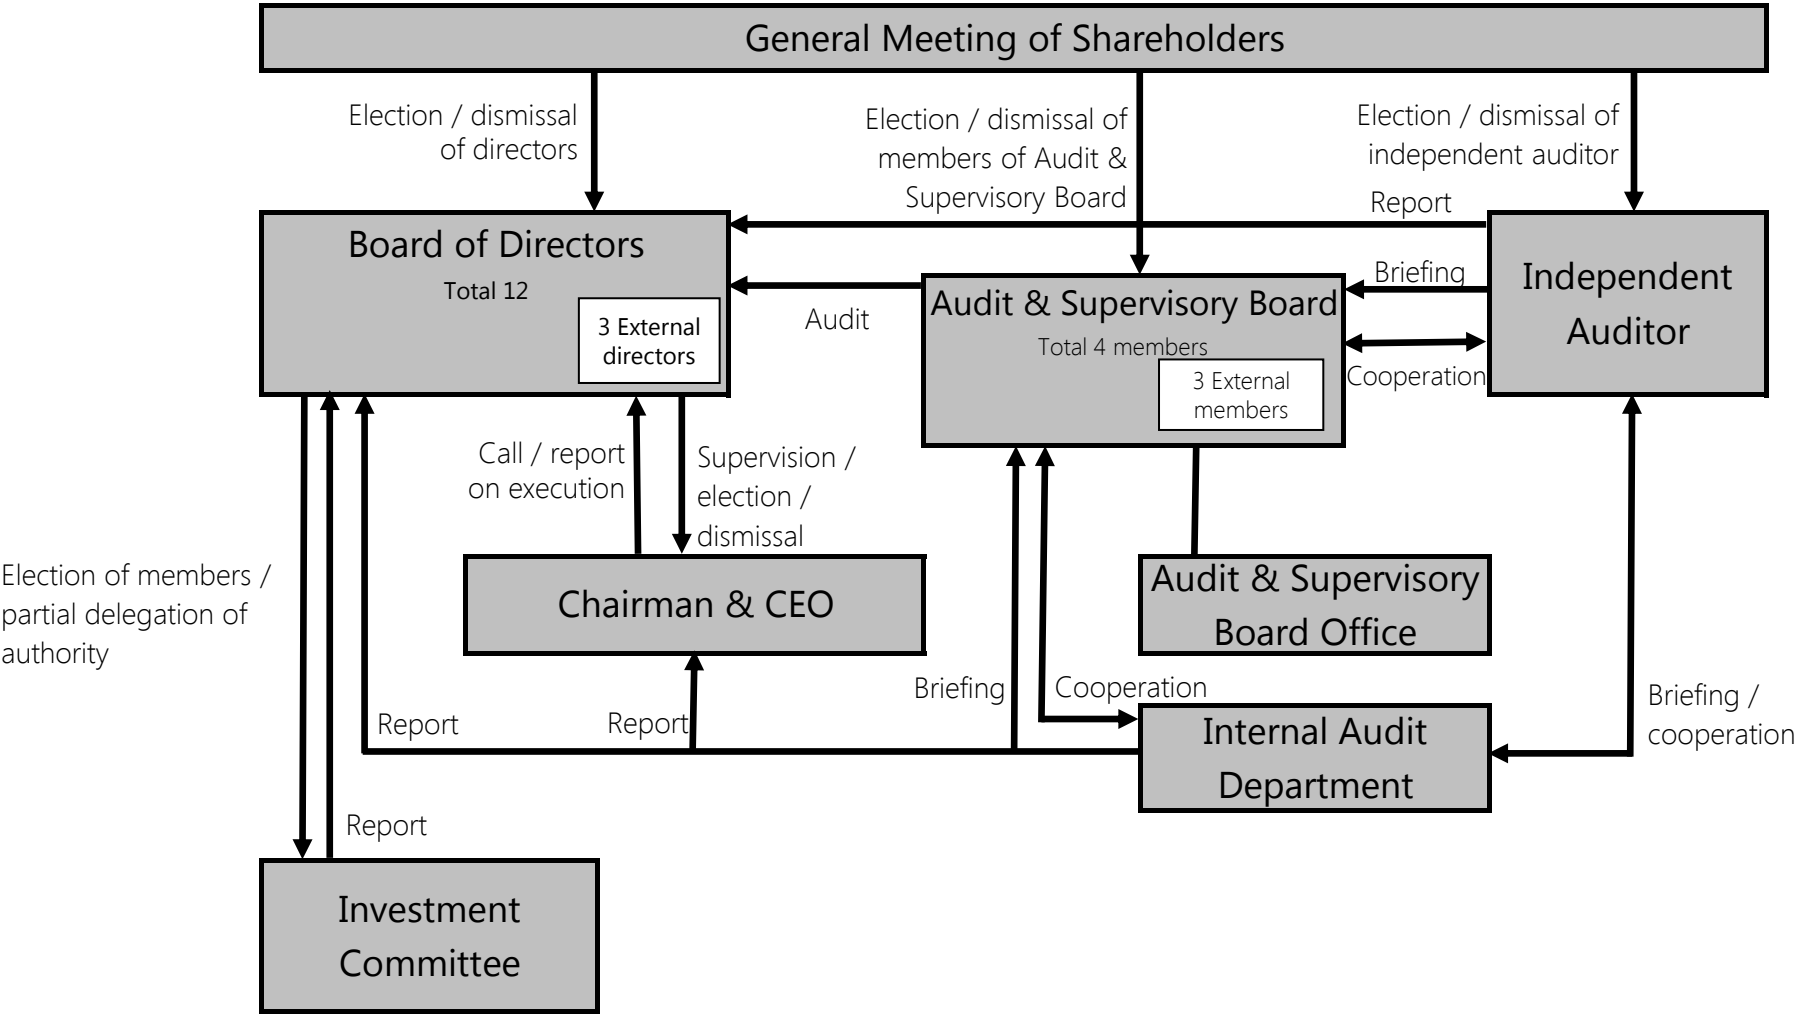 General Meeting of Shareholders
Election / dismissal
of directors
Election / dismissal of
members of Audit &
Supervisory Board
Election / dismissal of
independent auditor
Report
Board of Directors
Total 12
3 External
directors
Audit
Audit & Supervisory Board
Total 4 members
3 External
members
Briefing
Cooperation
Independent
Auditor
Call / report
on execution
Supervision /
election /
dismissal
Election of members /
partial delegation of
authority
Chairman & CEO
Audit & Supervisory
Board Office
Report
Report
Briefing
Cooperation
Internal Audit
Department
Briefing /
cooperation
Report
Investment
Committee